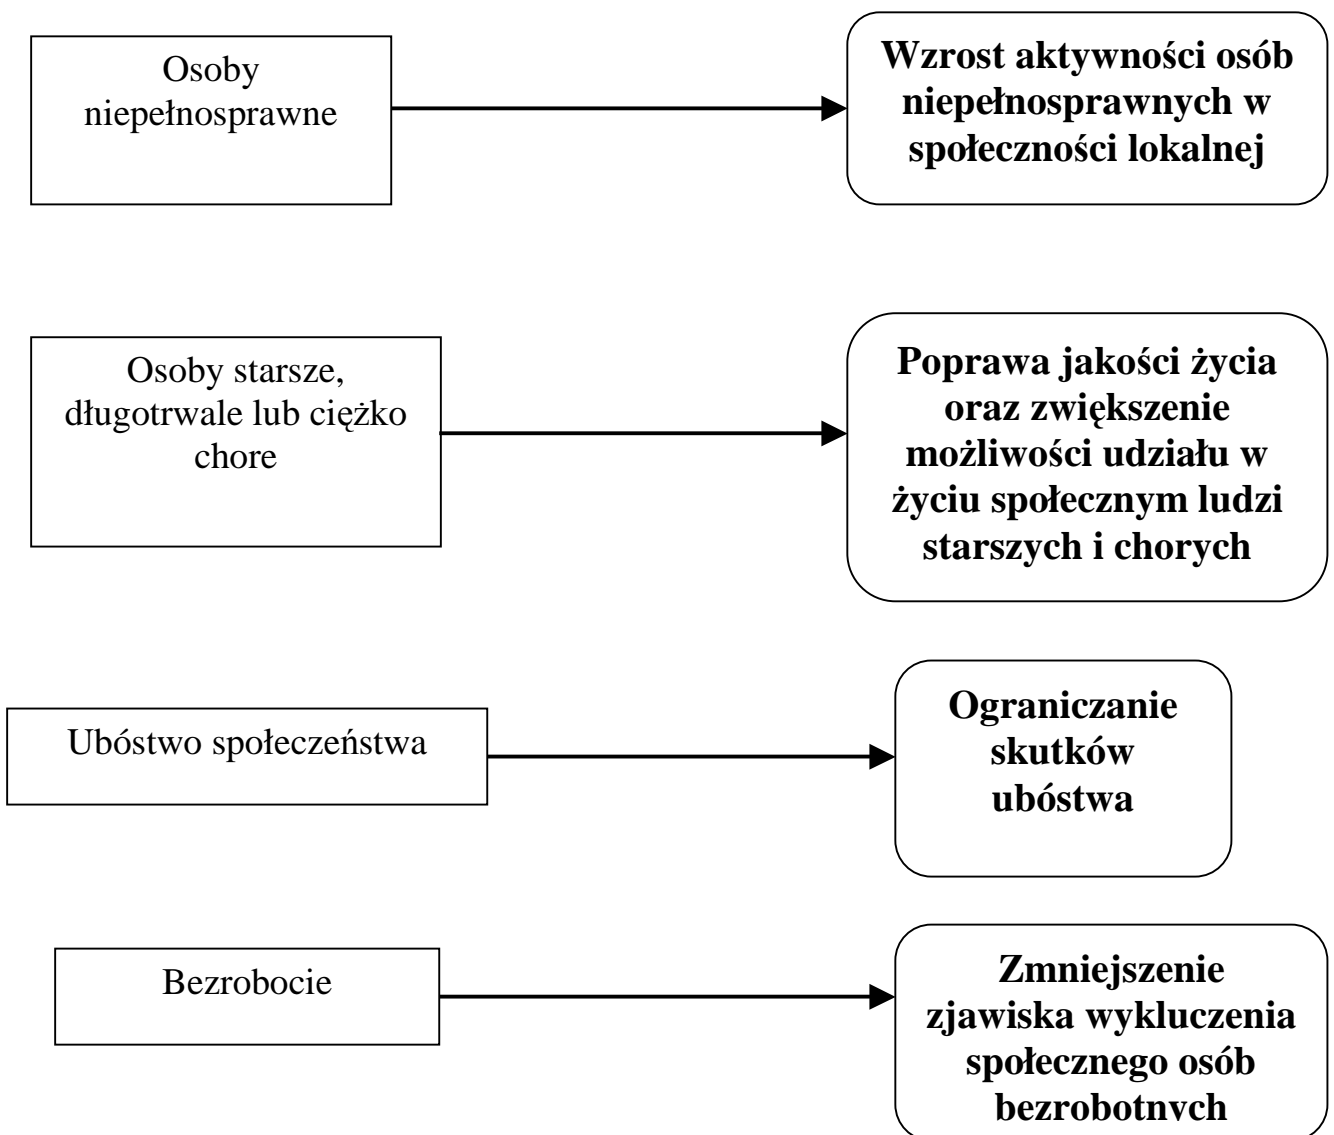 Osoby
niepełnosprawne
Wzrost aktywności osób
niepełnosprawnych w
społeczności lokalnej
Osoby starsze,
długotrwale lub ciężko
chore
Poprawa jakości życia
oraz zwiększenie
możliwości udziału w
życiu społecznym ludzi
starszych i chorych
Ubóstwo społeczeństwa
Ograniczanie
skutków
ubóstwa
Bezrobocie
Zmniejszenie
zjawiska wykluczenia
społecznego osób
bezrobotnych